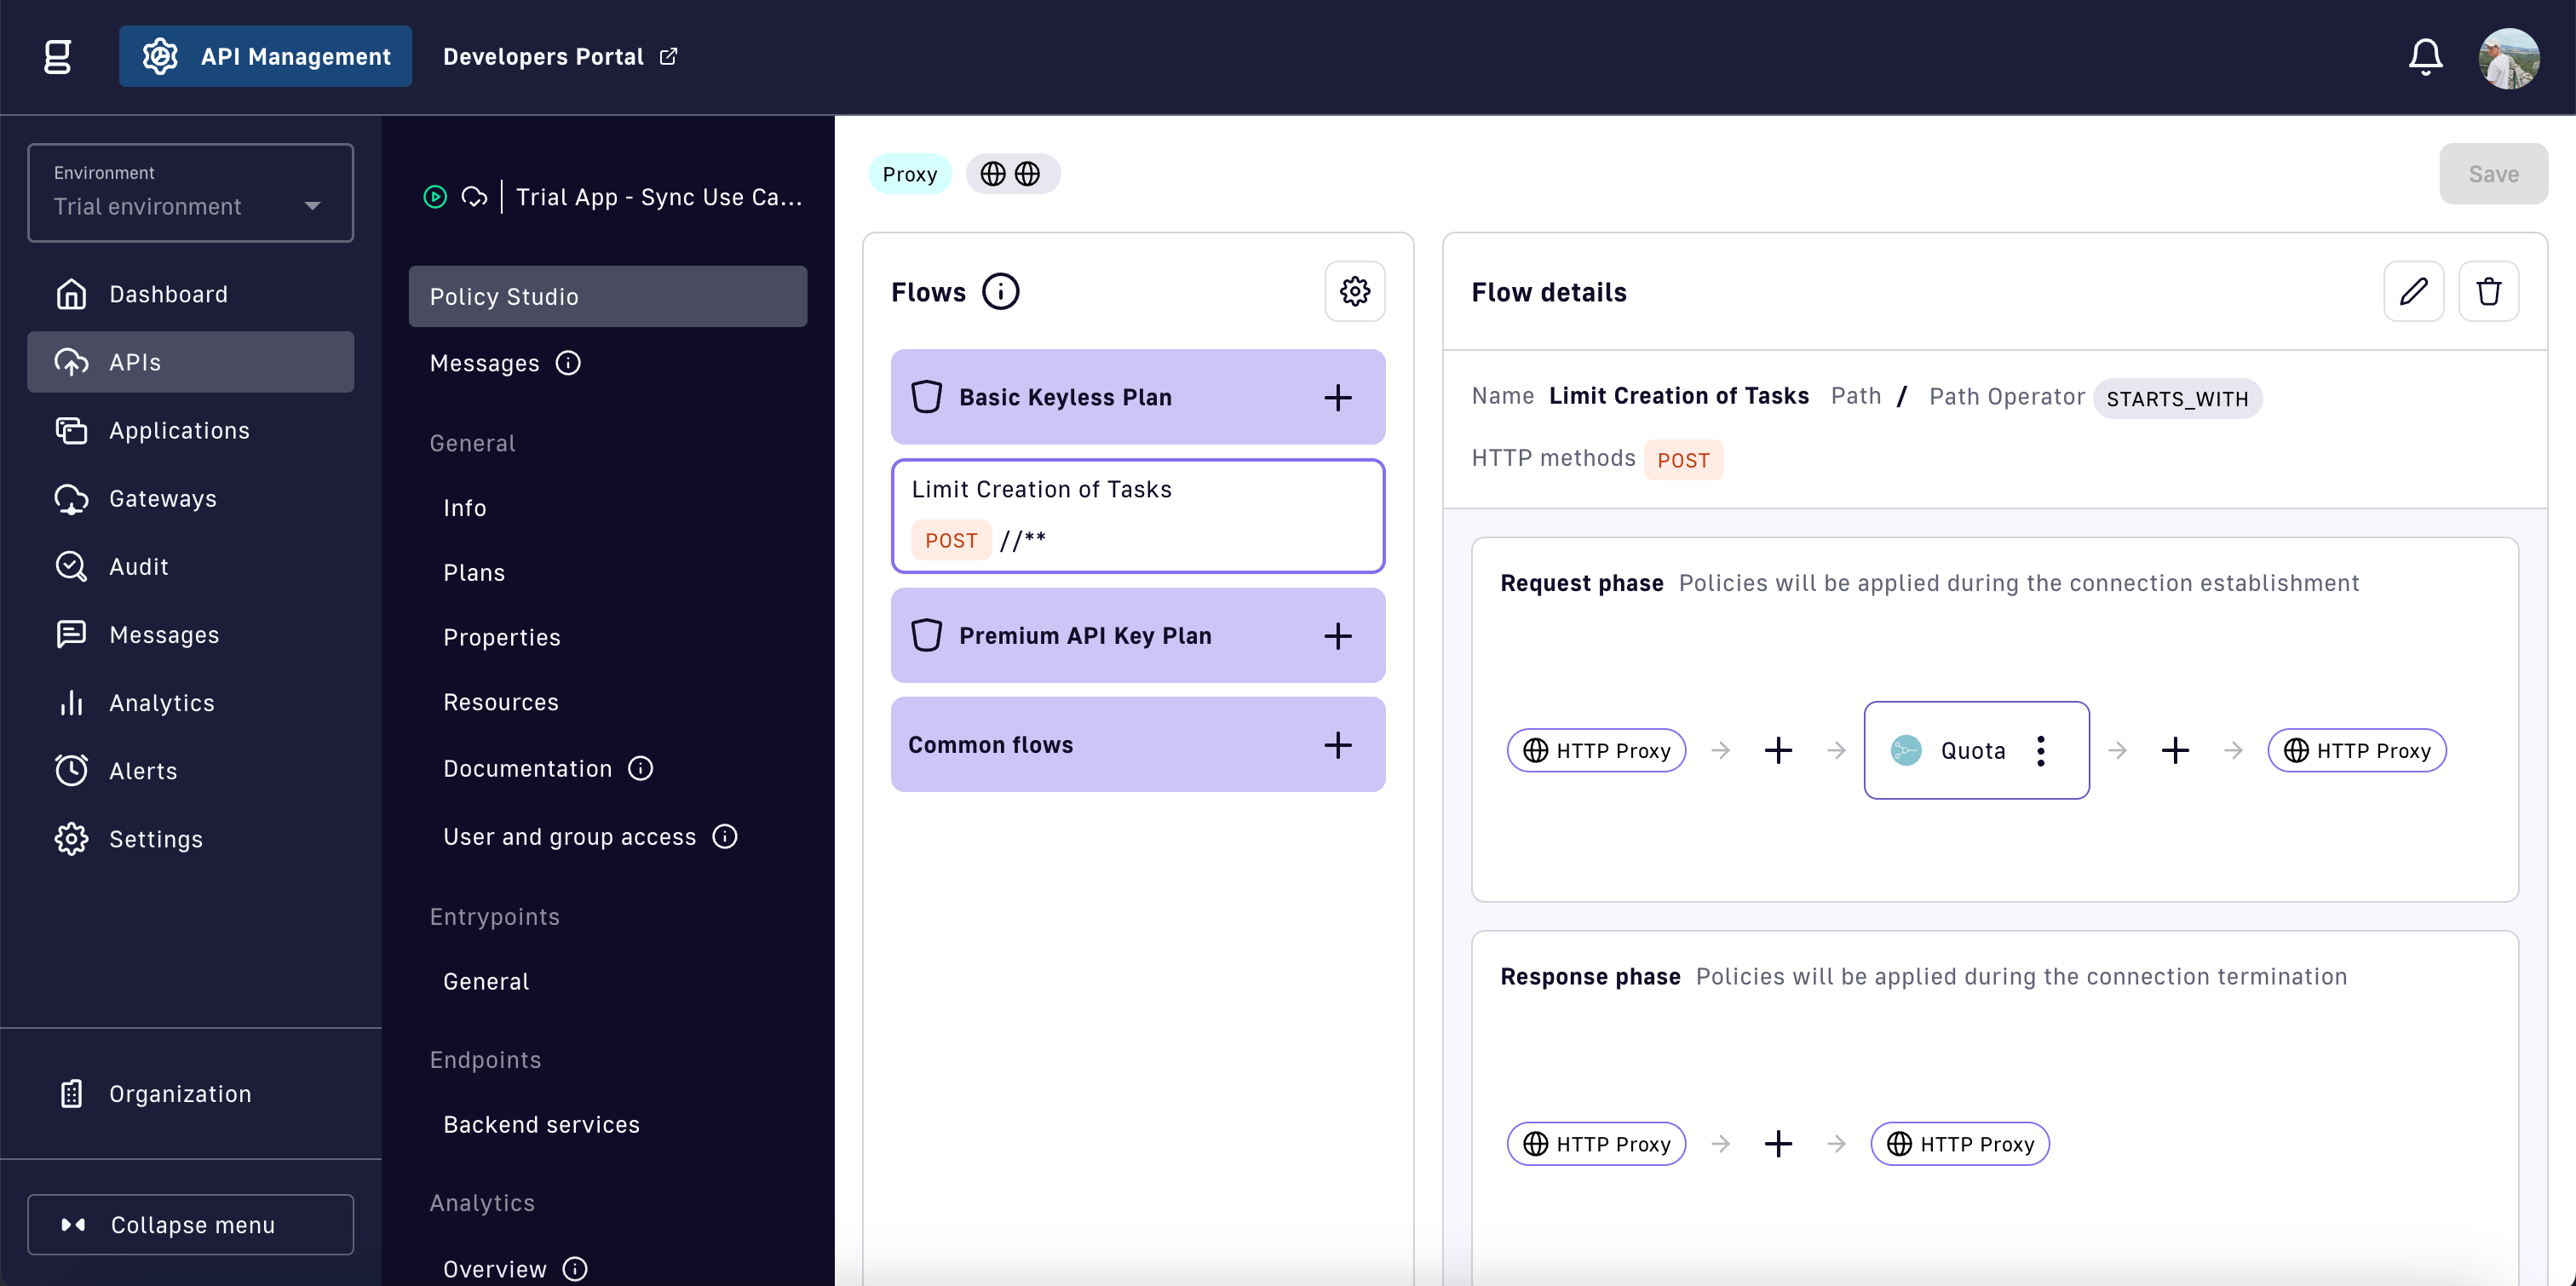 g API Management Developers Portal
Environment
Trial environment
Dashboard
APIs
Applications
Gateways
Audit
Messages
Analytics
Alerts
Settings
Organization
Collapse menu
Trial App - Sync Use Ca...
Policy Studio
Messages
General
Info
Plans
Properties
Resources
Documentation
User and group access
Entrypoints
General
Endpoints
Backend services
Analytics
Overview
Proxy
Save
Flows
Basic Keyless Plan
Limit Creation of Tasks
POST //**
Premium API Key Plan
Common flows
Flow details
Name Limit Creation of Tasks Path / Path Operator STARTS_WITH
HTTP methods POST
Request phase Policies will be applied during the connection establishment
HTTP Proxy Quota HTTP Proxy
Response phase Policies will be applied during the connection termination
HTTP Proxy HTTP Proxy